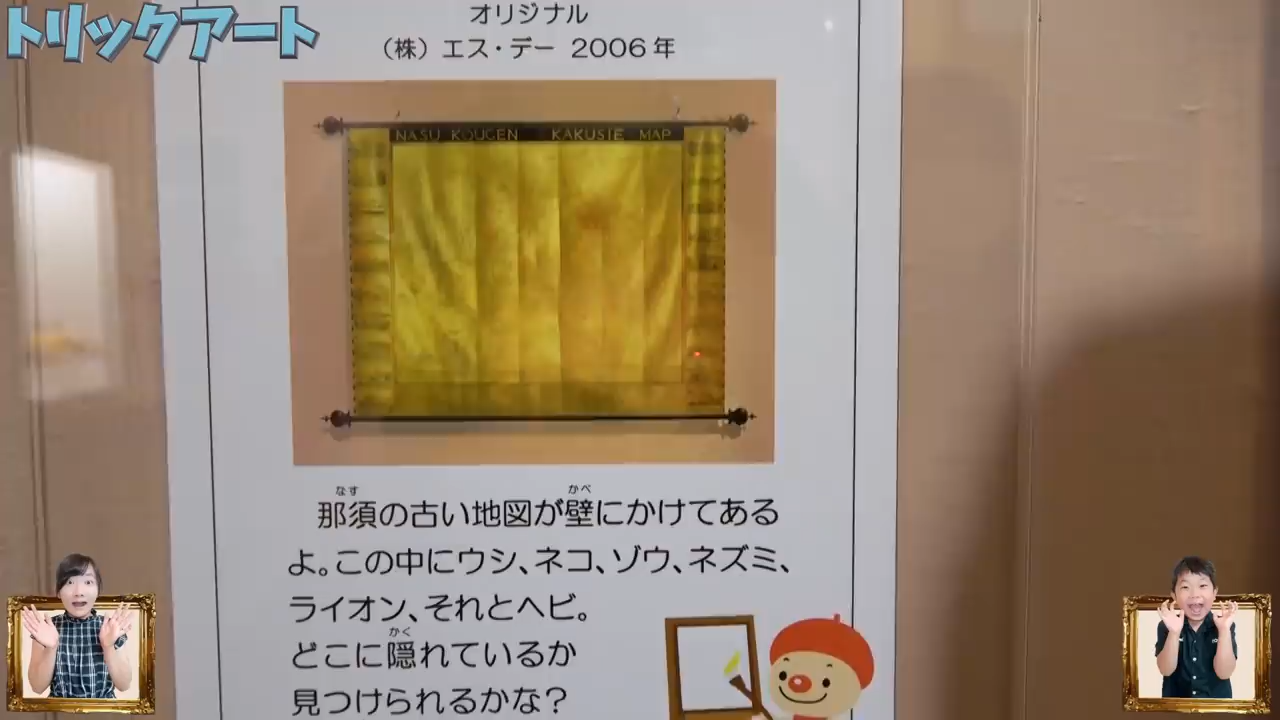 トリックアート
オリジナル
（株）エス・デー 2006年
NASU KOUGEN KAKUSIE MAP
那須の古い地図が壁にかけてある
なす
かべ
よ。この中にウシ、ネコ、ゾウ、ネズミ、
ライオン、それとヘビ。
どこに隠れているか
かく
見つけられるかな？